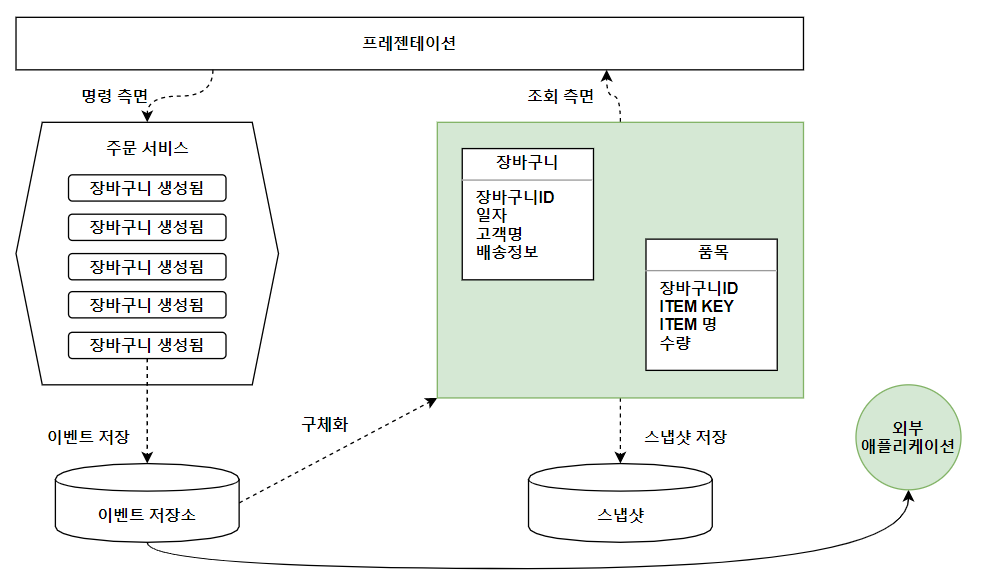 프레젠테이션
명령 측면
조회 측면
주문 서비스
장바구니 생성됨
장바구니 생성됨
장바구니 생성됨
장바구니 생성됨
장바구니 생성됨
장바구니
장바구니ID
일자
고객명
배송정보
품목
장바구니ID
ITEM KEY
ITEM 명
수량
이벤트 저장
구체화
스냅샷 저장
외부
애플리케이션
이벤트 저장소
스냅샷